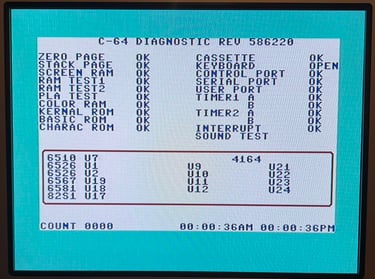 C-64 DIAGNOSTIC REV 586220
ZERO PAGE OK CASSETTE OK
STACK PAGE OK KEYBOARD OPEN
SCREEN RAM OK CONTROL PORT OK
RAM TEST1 OK SERIAL PORT OK
RAM TEST2 OK USER PORT OK
PLA TEST OK TIMER1 A OK
COLOR RAM OK B OK
KERNAL ROM OK TIMER2 A OK
BASIC ROM OK B OK
CHARAC ROM OK INTERRUPT OK
SOUND TEST
6510 U7 4164
6526 U1 U9 U21
6526 U2 U10 U22
6567 U19 U11 U23
6581 U18 U12 U24
82S1 U17
COUNT 0000 00:00:36AM 00:00:36PM